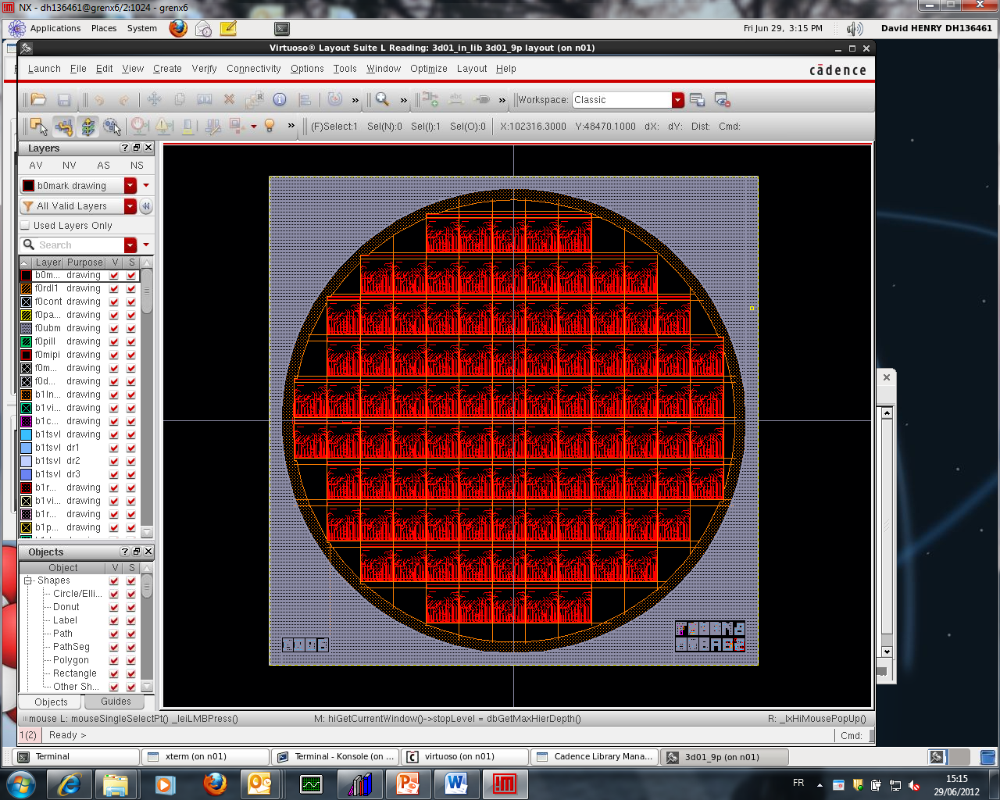 NX - dh136461@grenx6/2:1024 - grenx6
Applications Places System
Fri Jun 29, 3:15 PM
David HENRY DH136461
Virtuoso® Layout Suite L Reading: 3d01_in_lib 3d01_9p layout (on n01)
Launch File Edit View Create Verify Connectivity Options Tools Window Optimize Layout Help
cādence
Workspace: Classic
(F)Select:1 Sel(N):0 Sel(I):1 Sel(O):0 X:102316.3000 Y:48470.1000 dX: dY: Dist: Cmd:
Layers
AV NV AS NS
b0mark drawing
All Valid Layers
Used Layers Only
Search
Layer Purpose V S
b0m... drawing
f0rdl1 drawing
f0cont drawing
f0pa... drawing
f0ubm drawing
f0pill drawing
f0mipi drawing
f0m... drawing
f0d... drawing
b1ln... drawing
b1vi... drawing
b1c... drawing
b1tsvl drawing
b1tsvl dr1
b1tsvl dr2
b1tsvl dr3
b1r... drawing
b1vi... drawing
b1r... drawing
b1p... drawing
Objects
Object V S
Shapes
Circle/Elli...
Donut
Label
Path
PathSeg
Polygon
Rectangle
Other Sh...
Objects Guides
mouse L: mouseSingleSelectPt() _leiLMBPress()
M: hiGetCurrentWindow()->stopLevel = dbGetMaxHierDepth()
R: _lxHiMousePopUp()
1(2) Ready >
Cmd:
Terminal
xterm (on n01)
Terminal - Konsole (on ...
virtuoso (on n01)
Cadence Library Mana...
3d01_9p (on n01)
FR
15:15
29/06/2012